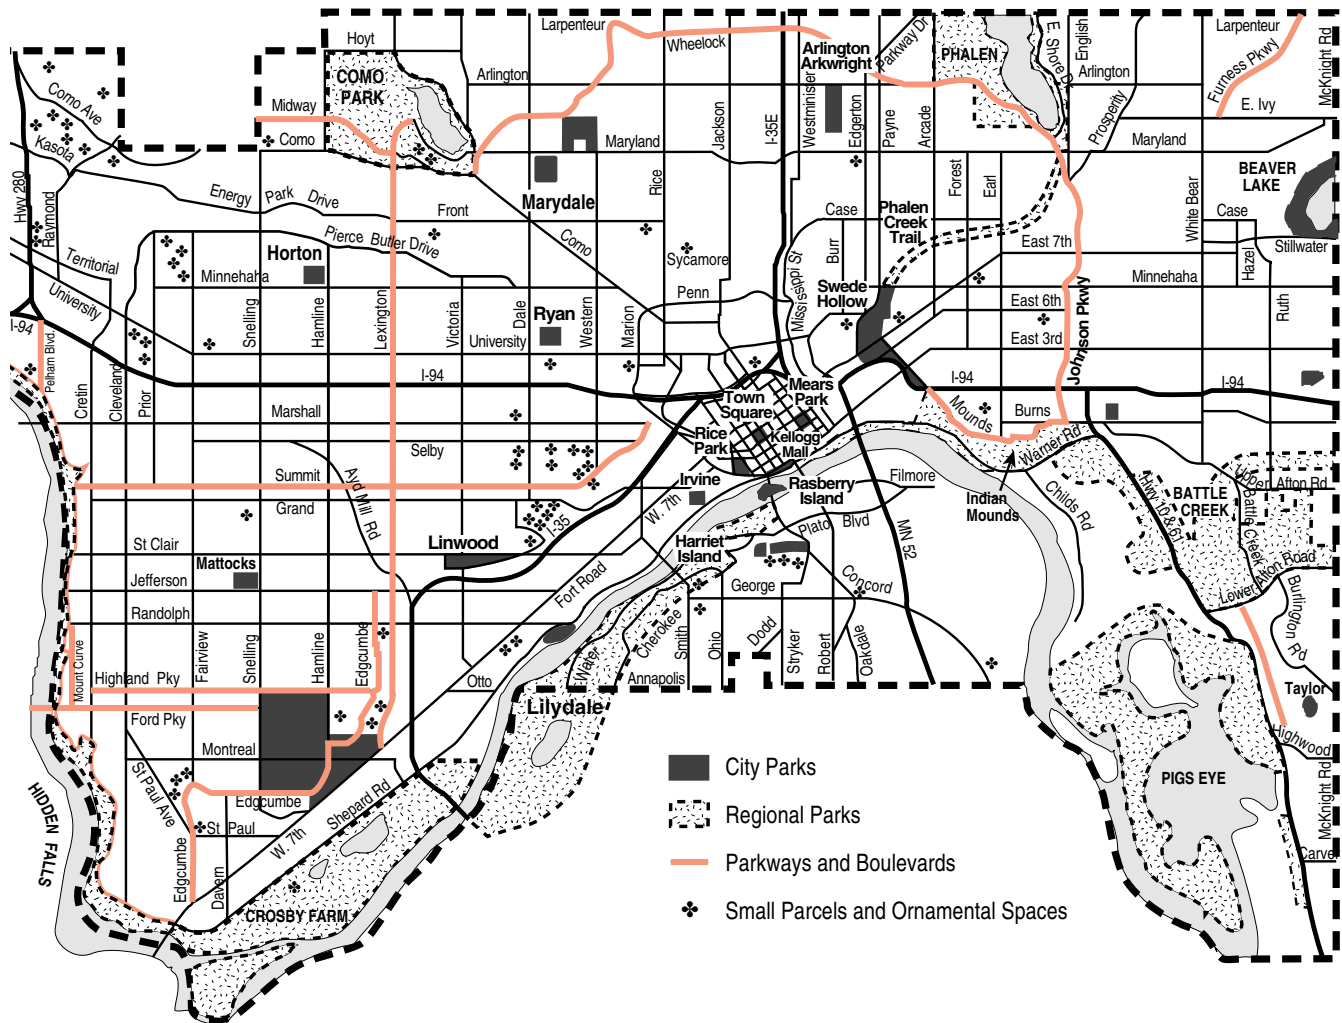 Larpenteur
Parkway Dr
E. Shore Dr
English
Larpenteur
McKnight Rd
Hoyt
Wheelock
Arlington
Arkwright
PHALEN
Furness Pkwy
COMO
PARK
Arlington
Arlington
Como Ave
Midway
E. Ivy
Kasota
Como
Maryland
Jackson
I-35E
Westminister
Edgerton
Payne
Arcade
Prosperity
Maryland
BEAVER
LAKE
Hwy 280
Raymond
Energy Park Drive
Front
Marydale
Rice
Forest
Earl
White Bear
Case
Phalen
Creek
Trail
Case
Pierce Butler Drive
Como
Burr
East 7th
Stillwater
Territorial
Horton
Minnehaha
Sycamore
Mississippi St
Minnehaha
Hazel
University
Penn
Swede
Hollow
East 6th
Johnson Pkwy
Ruth
I-94
Snelling
Hamline
Lexington
Victoria
University
Dale
Ryan
Western
Marion
East 3rd
Pelham Blvd.
Cretin
Cleveland
Prior
I-94
Mears
Park
I-94
I-94
Town
Square
Marshall
Mounds
Burns
Rice
Park
Kellogg
Mall
Selby
Warner Rd
Summit
Ayd Mill Rd
Irvine
Rasberry
Island
Filmore
Indian
Mounds
Hwy 10 & 61
BATTLE
CREEK
Upper Afton Rd
Battle Creek
Grand
I-35
W. 7th
Plato Blvd
MN 52
Childs Rd
St Clair
Linwood
Harriet
Island
Mattocks
Jefferson
Fort Road
George
Concord
Lower Afton Road
Randolph
Cherokee
Smith
Ohio
Dodd
Stryker
Robert
Oakdale
Burlington Rd
Mount Curve
Fairview
Snelling
Hamline
Edgcumbe
Water
Highland Pky
Otto
Annapolis
Taylor
Ford Pky
Lilydale
Montreal
Highwood
St Paul Ave
City Parks
PIGS EYE
HIDDEN FALLS
Edgcumbe
Shepard Rd
Regional Parks
McKnight Rd
St Paul
W. 7th
Carver
Parkways and Boulevards
Edgcumbe
Davern
CROSBY FARM
Small Parcels and Ornamental Spaces